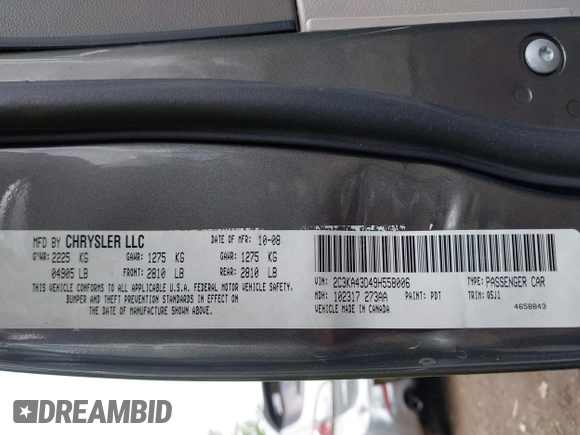 MFD BY CHRYSLER LLC
DATE OF MFR: 10-08
GVWR: 2225 KG
GAWR: 1275 KG
GAWR: 1275 KG
04905 LB
FRONT: 2810 LB
REAR: 2810 LB
THIS VEHICLE CONFORMS TO ALL APPLICABLE U.S.A. FEDERAL MOTOR VEHICLE SAFETY,
BUMPER AND THEFT PREVENTION STANDARDS IN EFFECT
ON THE DATE OF MANUFACTURE SHOWN ABOVE.
VIN: 2C3KA43D49H558006
TYPE: PASSENGER CAR
MDH: 102317 273AA
PAINT: PDT
TRIM: Q5J1
VEHICLE MADE IN CANADA
4658843
DREAMBID